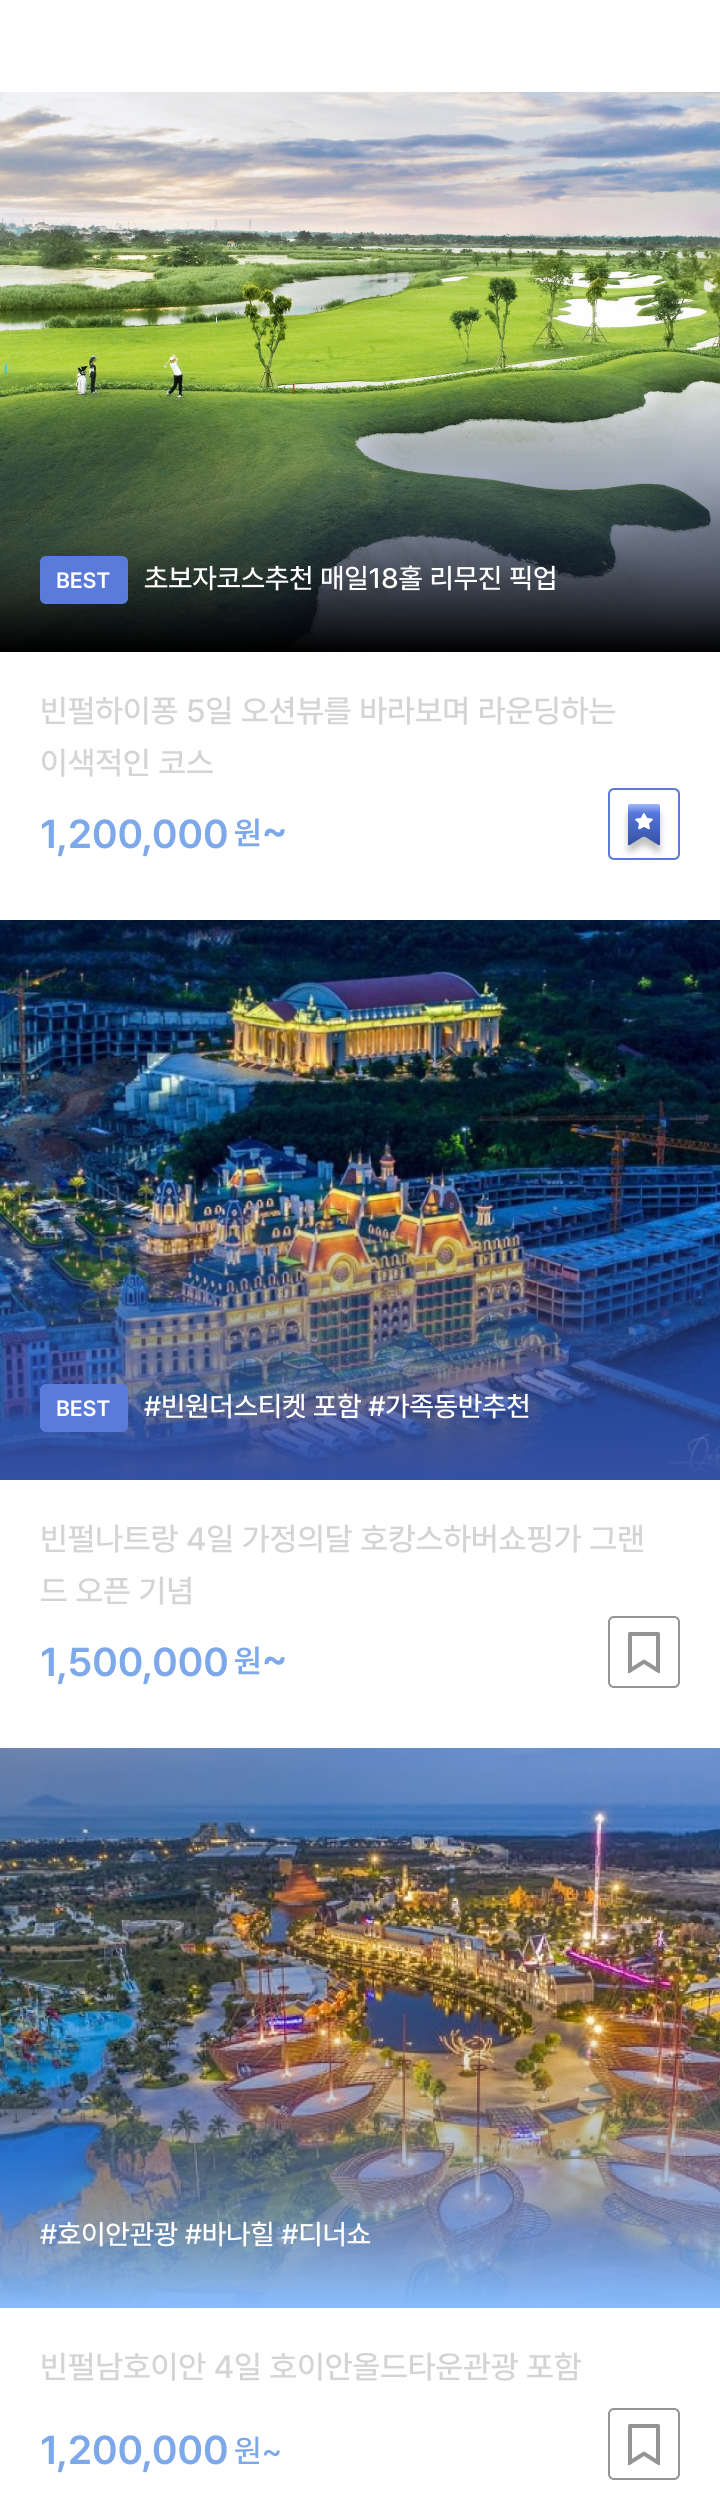 BEST 초보자코스추천 매일18홀 리무진 픽업
빈펄하이퐁 5일 오션뷰를 바라보며 라운딩하는
이색적인 코스
1,200,000 원~
BEST #빈원더스티켓 포함 #가족동반추천
빈펄나트랑 4일 가정의달 호캉스하버쇼핑가 그랜
드 오픈 기념
1,500,000 원~
#호이안관광 #바나힐 #디너쇼
빈펄남호이안 4일 호이안올드타운관광 포함
1,200,000 원~